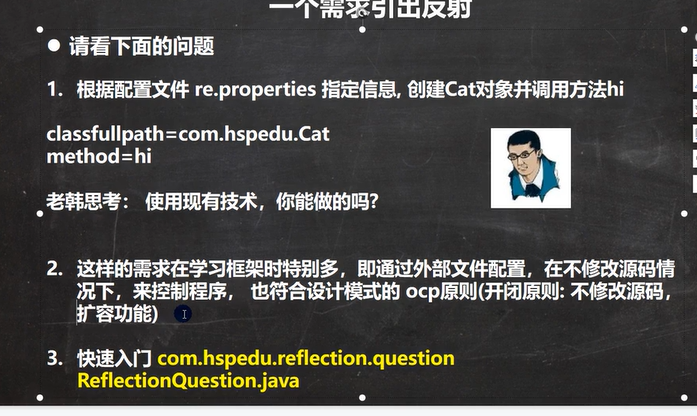 一个需求引出反射
● 请看下面的问题
1. 根据配置文件 re.properties 指定信息, 创建Cat对象并调用方法hi
classfullpath=com.hspedu.Cat
method=hi
老韩思考： 使用现有技术，你能做的吗?
2. 这样的需求在学习框架时特别多，即通过外部文件配置，在不修改源码情
况下，来控制程序， 也符合设计模式的 ocp原则(开闭原则: 不修改源码，
扩容功能)
3. 快速入门 com.hspedu.reflection.question
ReflectionQuestion.java